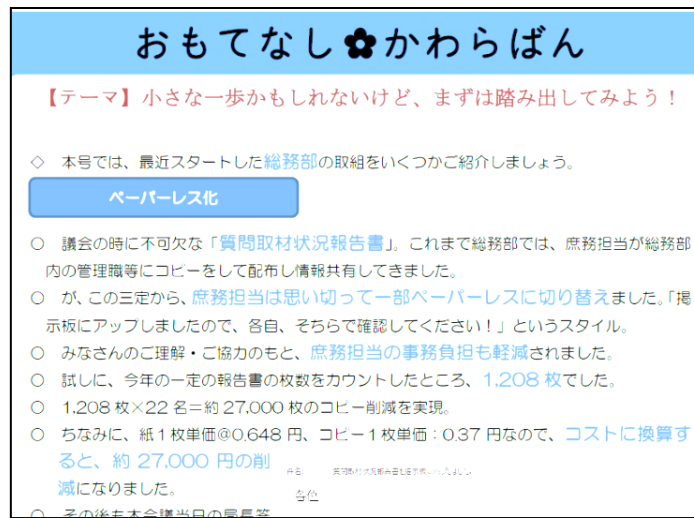 おもてなし✿かわらばん
【テーマ】小さな一歩かもしれないけど、まずは踏み出してみよう!
◇ 本号では、最近スタートした総務部の取組をいくつかご紹介しましょう。
ペーパーレス化
○ 議会の時に不可欠な「質問取材状況報告書」。これまで総務部では、庶務担当が総務部
内の管理職等にコピーをして配布し情報共有してきました。
○ が、この三定から、庶務担当は思い切って一部ペーパーレスに切り替えました。「掲
示板にアップしましたので、各自、そちらで確認してください!」というスタイル。
○ みなさんのご理解・ご協力のもと、庶務担当の事務負担も軽減されました。
○ 試しに、今年の一定の報告書の枚数をカウントしたところ、1,208 枚でした。
○ 1,208 枚×22 名=約 27,000 枚のコピー削減を実現。
○ ちなみに、紙1枚単価@0.648 円、コピー1枚単価:0.37 円なので、コストに換算す
ると、約 27,000 円の削
減になりました。
件名:
各位
○ その後も本会議当日の局長答